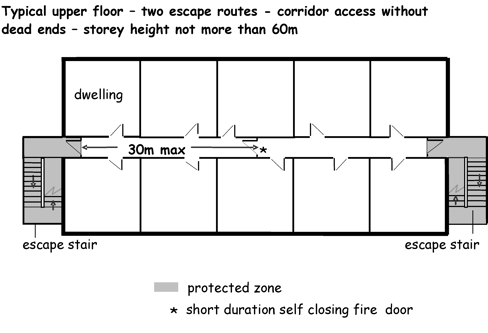 Typical upper floor – two escape routes - corridor access without
dead ends – storey height not more than 60m
dwelling
30m max
*
escape stair
escape stair
protected zone
* short duration self closing fire door